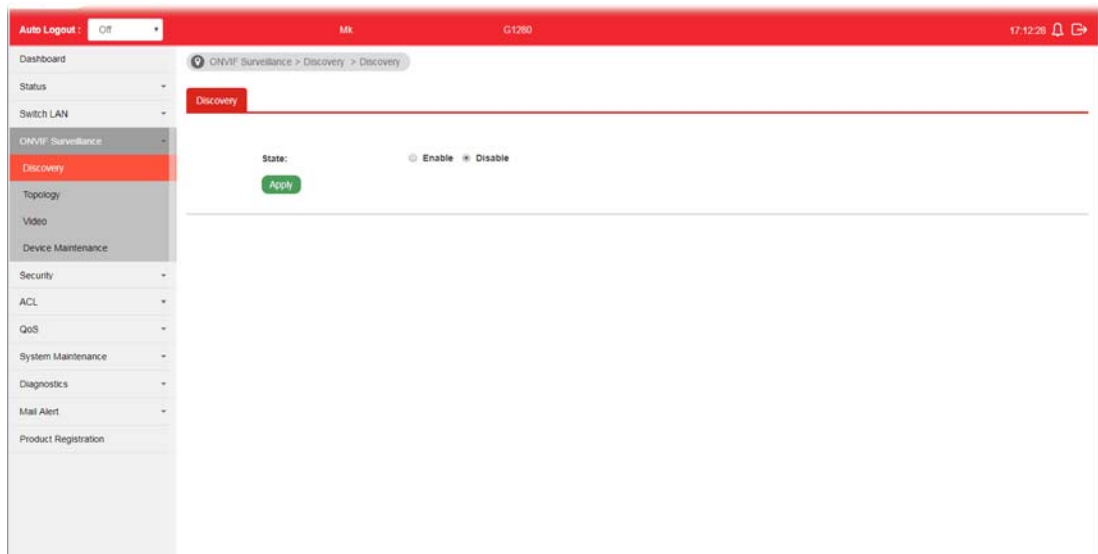 Auto Logout : Off Mk G1280 17:12:28
Dashboard
ONVIF Surveillance > Discovery > Discovery
Status
Switch LAN
ONVIF Surveillance
Discovery
Topology
Video
Device Maintenance
Security
ACL
QoS
System Maintenance
Diagnostics
Mail Alert
Product Registration
Discovery
State: Enable Disable
Apply